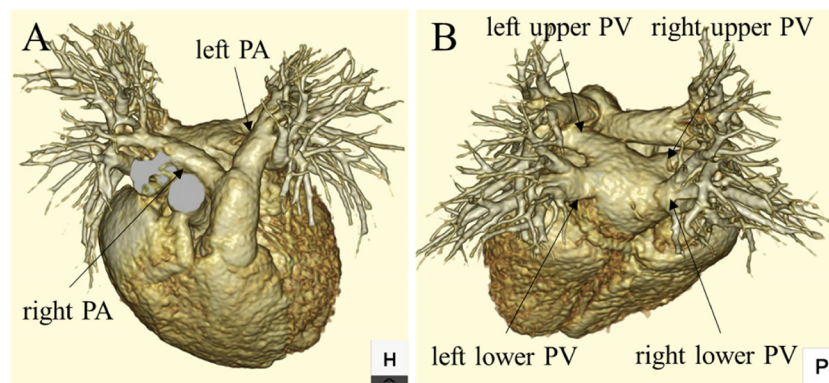 A
left PA
right PA
H
B
left upper PV
right upper PV
left lower PV
right lower PV
P